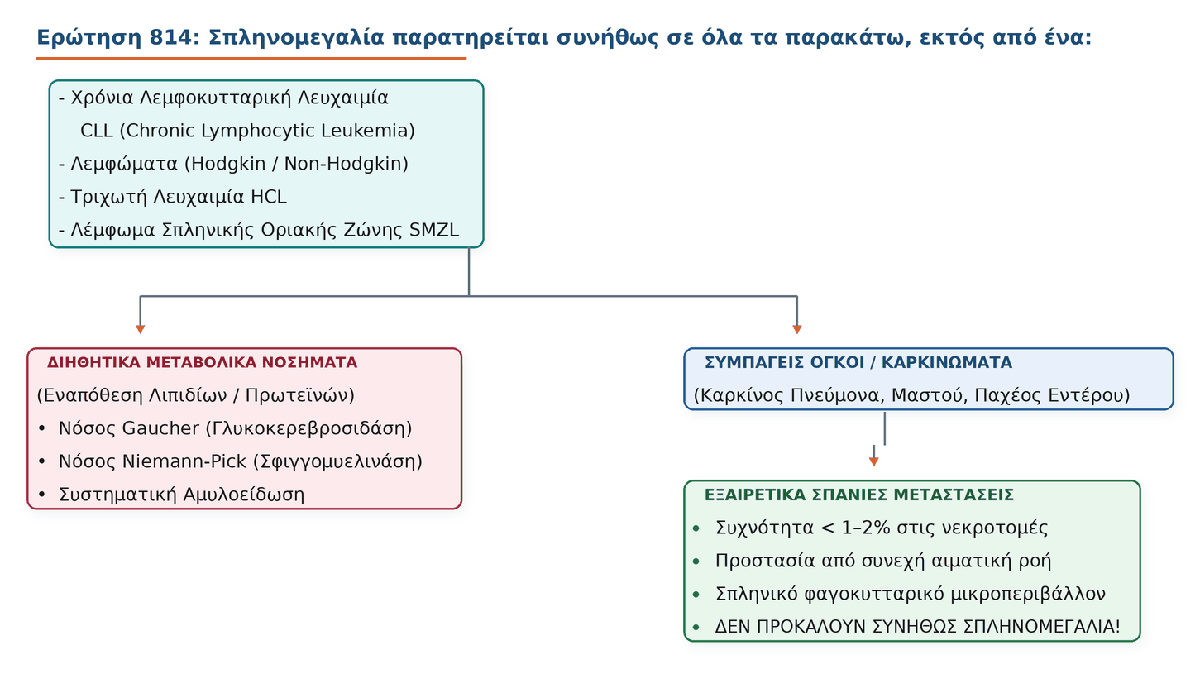 Ερώτηση 814: Σπληνομεγαλία παρατηρείται συνήθως σε όλα τα παρακάτω, εκτός από ένα:
- Χρόνια Λεμφοκυτταρική Λευχαιμία
CLL (Chronic Lymphocytic Leukemia)
- Λεμφώματα (Hodgkin / Non-Hodgkin)
- Τριχωτή Λευχαιμία HCL
- Λέμφωμα Σπληνικής Οριακής Ζώνης SMZL
ΔΙΗΘΗΤΙΚΑ ΜΕΤΑΒΟΛΙΚΑ ΝΟΣΗΜΑΤΑ
(Εναπόθεση Λιπιδίων / Πρωτεϊνών)
• Νόσος Gaucher (Γλυκοκερεβροσιδάση)
• Νόσος Niemann-Pick (Σφιγγομυελινάση)
• Συστηματική Αμυλοείδωση
ΣΥΜΠΑΓΕΙΣ ΟΓΚΟΙ / ΚΑΡΚΙΝΩΜΑΤΑ
(Καρκίνος Πνεύμονα, Μαστού, Παχέος Εντέρου)
ΕΞΑΙΡΕΤΙΚΑ ΣΠΑΝΙΕΣ ΜΕΤΑΣΤΑΣΕΙΣ
• Συχνότητα < 1–2% στις νεκροτομές
• Προστασία από συνεχή αιματική ροή
• Σπληνικό φαγοκυτταρικό μικροπεριβάλλον
• ΔΕΝ ΠΡΟΚΑΛΟΥΝ ΣΥΝΗΘΩΣ ΣΠΛΗΝΟΜΕΓΑΛΙΑ!